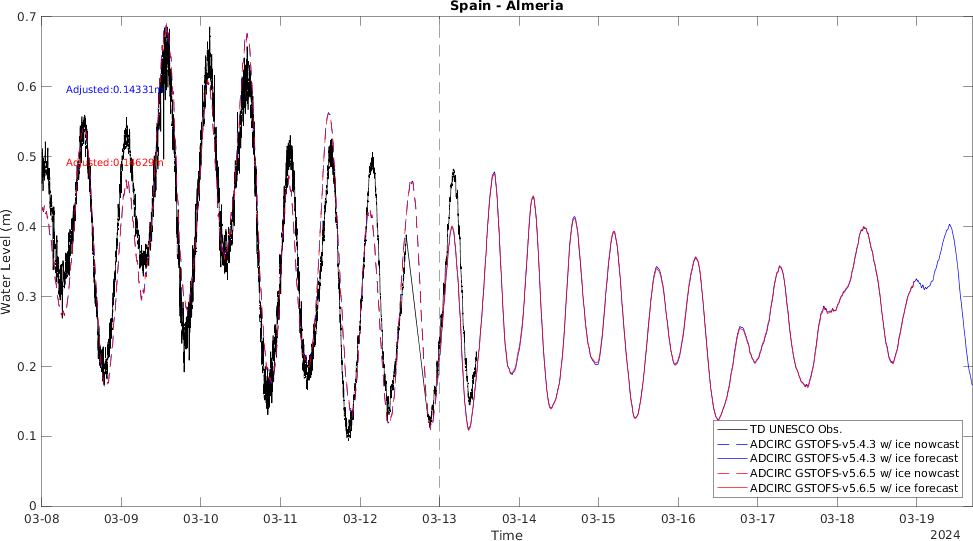 Spain - Almeria
0.7
0.6
0.5
0.4
0.3
0.2
0.1
0
Water Level (m)
Adjusted:0.14331m
03-08
03-09
03-10
03-11
03-12
03-13
03-14
03-15
03-16
03-17
03-18
03-19
Time
2024
TD UNESCO Obs.
ADCIRC GSTOFS-v5.4.3 w/ ice nowcast
ADCIRC GSTOFS-v5.4.3 w/ ice forecast
ADCIRC GSTOFS-v5.6.5 w/ ice nowcast
ADCIRC GSTOFS-v5.6.5 w/ ice forecast